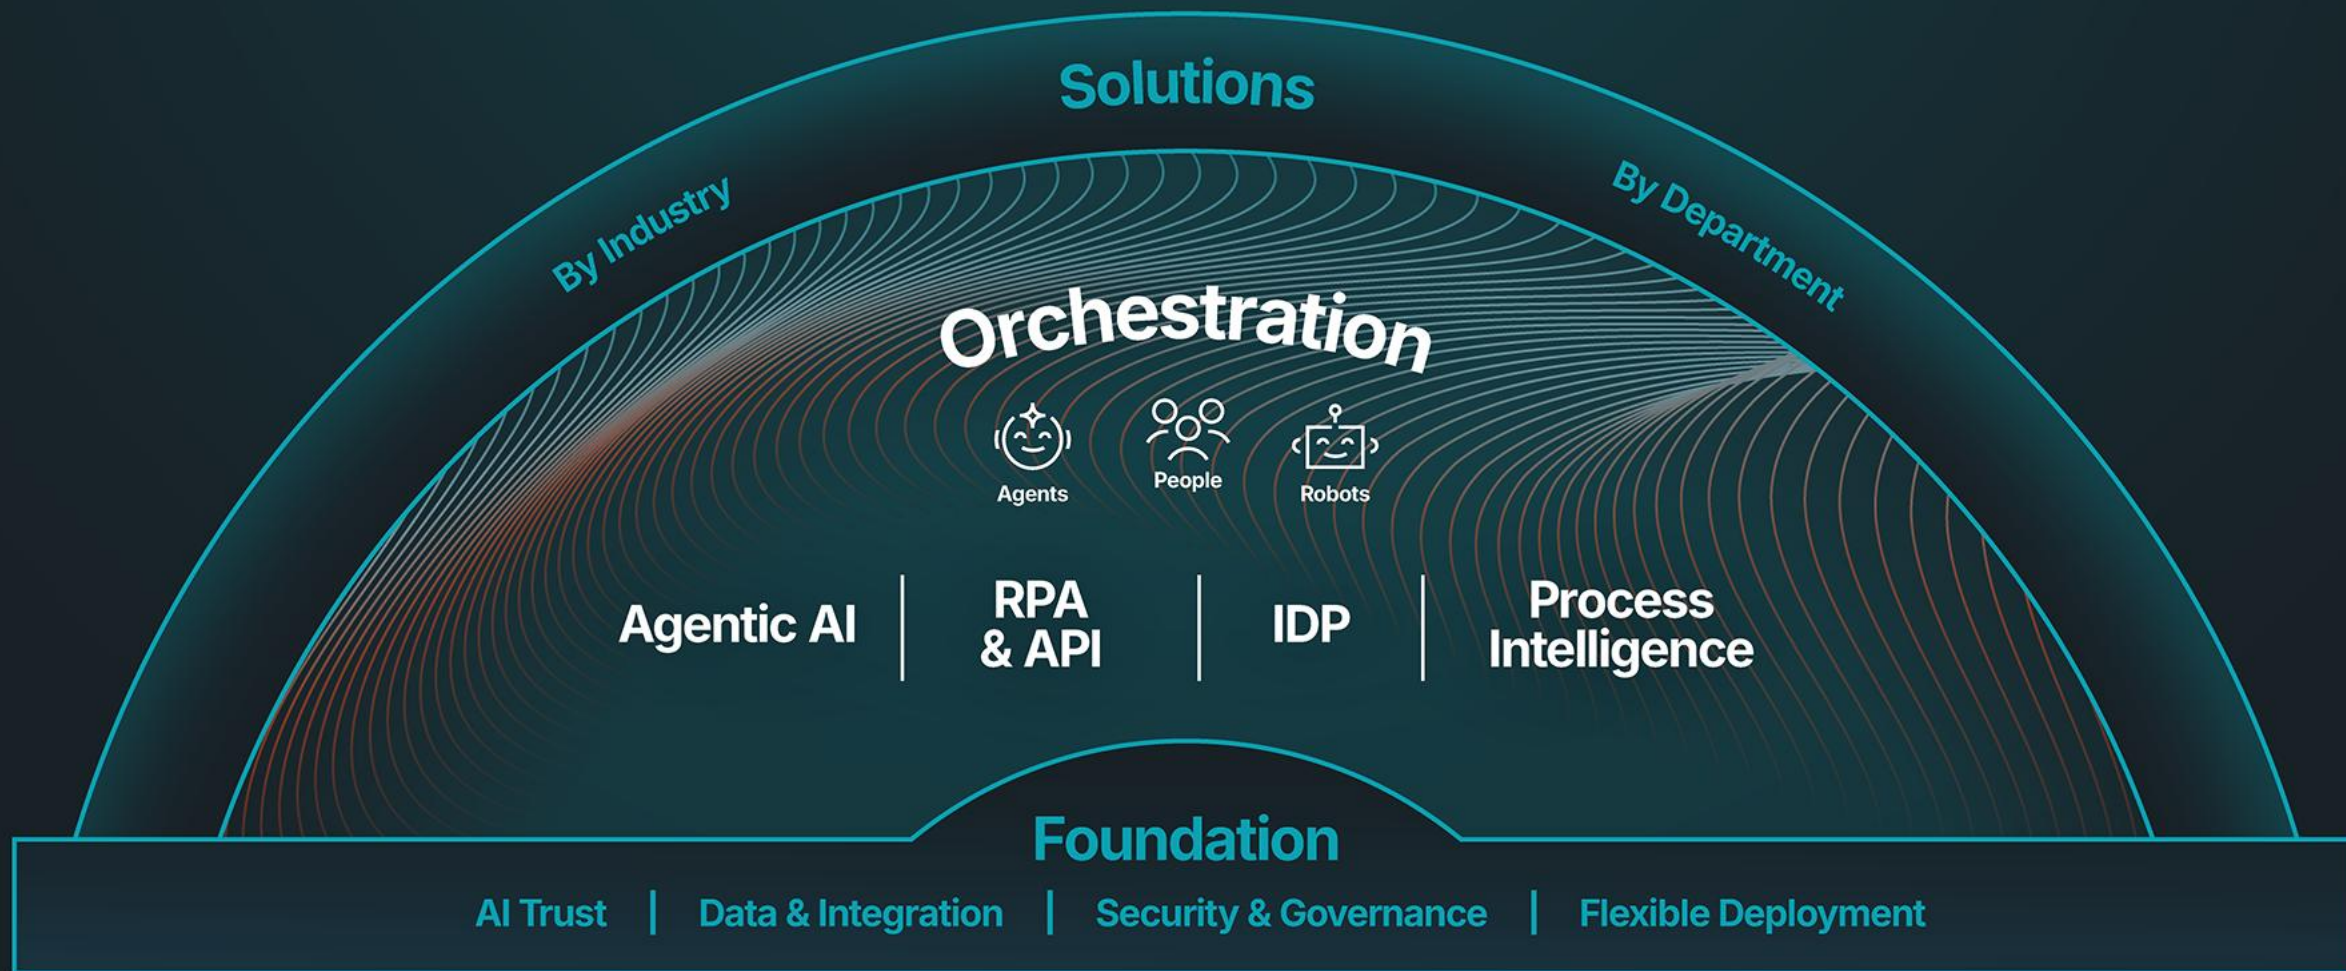 Solutions
By Industry
By Department
Orchestration
Agents
People
Robots
Agentic AI
RPA
& API
IDP
Process
Intelligence
Foundation
AI Trust
Data & Integration
Security & Governance
Flexible Deployment